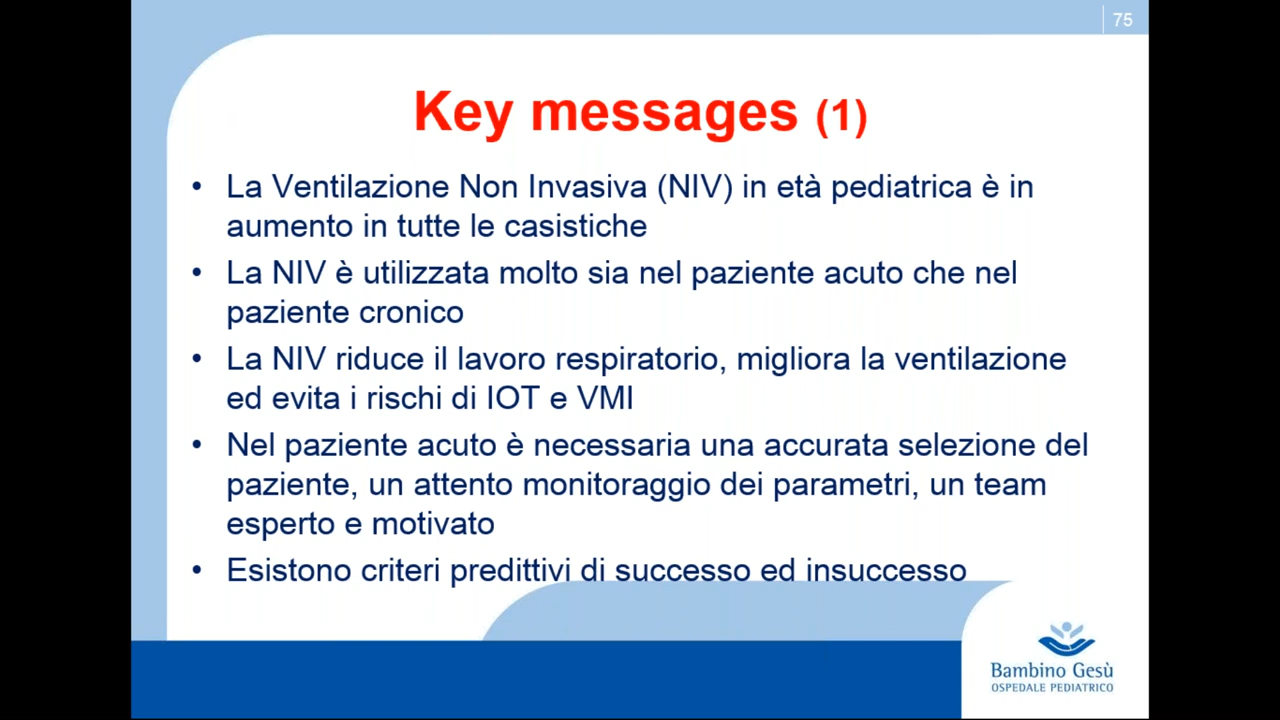 75
Key messages (1)
• La Ventilazione Non Invasiva (NIV) in età pediatrica è in
aumento in tutte le casistiche
• La NIV è utilizzata molto sia nel paziente acuto che nel
paziente cronico
• La NIV riduce il lavoro respiratorio, migliora la ventilazione
ed evita i rischi di IOT e VMI
• Nel paziente acuto è necessaria una accurata selezione del
paziente, un attento monitoraggio dei parametri, un team
esperto e motivato
• Esistono criteri predittivi di successo ed insuccesso
Bambino Gesù
OSPEDALE PEDIATRICO